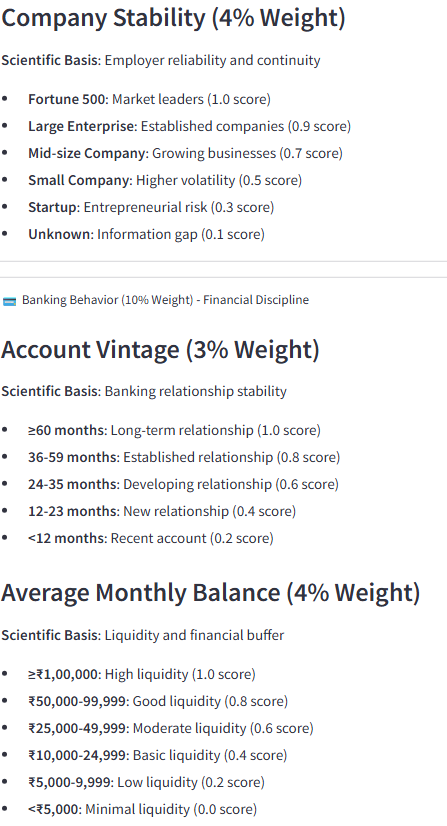 Company Stability (4% Weight)
Scientific Basis: Employer reliability and continuity
• Fortune 500: Market leaders (1.0 score)
• Large Enterprise: Established companies (0.9 score)
• Mid-size Company: Growing businesses (0.7 score)
• Small Company: Higher volatility (0.5 score)
• Startup: Entrepreneurial risk (0.3 score)
• Unknown: Information gap (0.1 score)
💳 Banking Behavior (10% Weight) - Financial Discipline
Account Vintage (3% Weight)
Scientific Basis: Banking relationship stability
• ≥60 months: Long-term relationship (1.0 score)
• 36-59 months: Established relationship (0.8 score)
• 24-35 months: Developing relationship (0.6 score)
• 12-23 months: New relationship (0.4 score)
• <12 months: Recent account (0.2 score)
Average Monthly Balance (4% Weight)
Scientific Basis: Liquidity and financial buffer
• ≥₹1,00,000: High liquidity (1.0 score)
• ₹50,000-99,999: Good liquidity (0.8 score)
• ₹25,000-49,999: Moderate liquidity (0.6 score)
• ₹10,000-24,999: Basic liquidity (0.4 score)
• ₹5,000-9,999: Low liquidity (0.2 score)
• <₹5,000: Minimal liquidity (0.0 score)